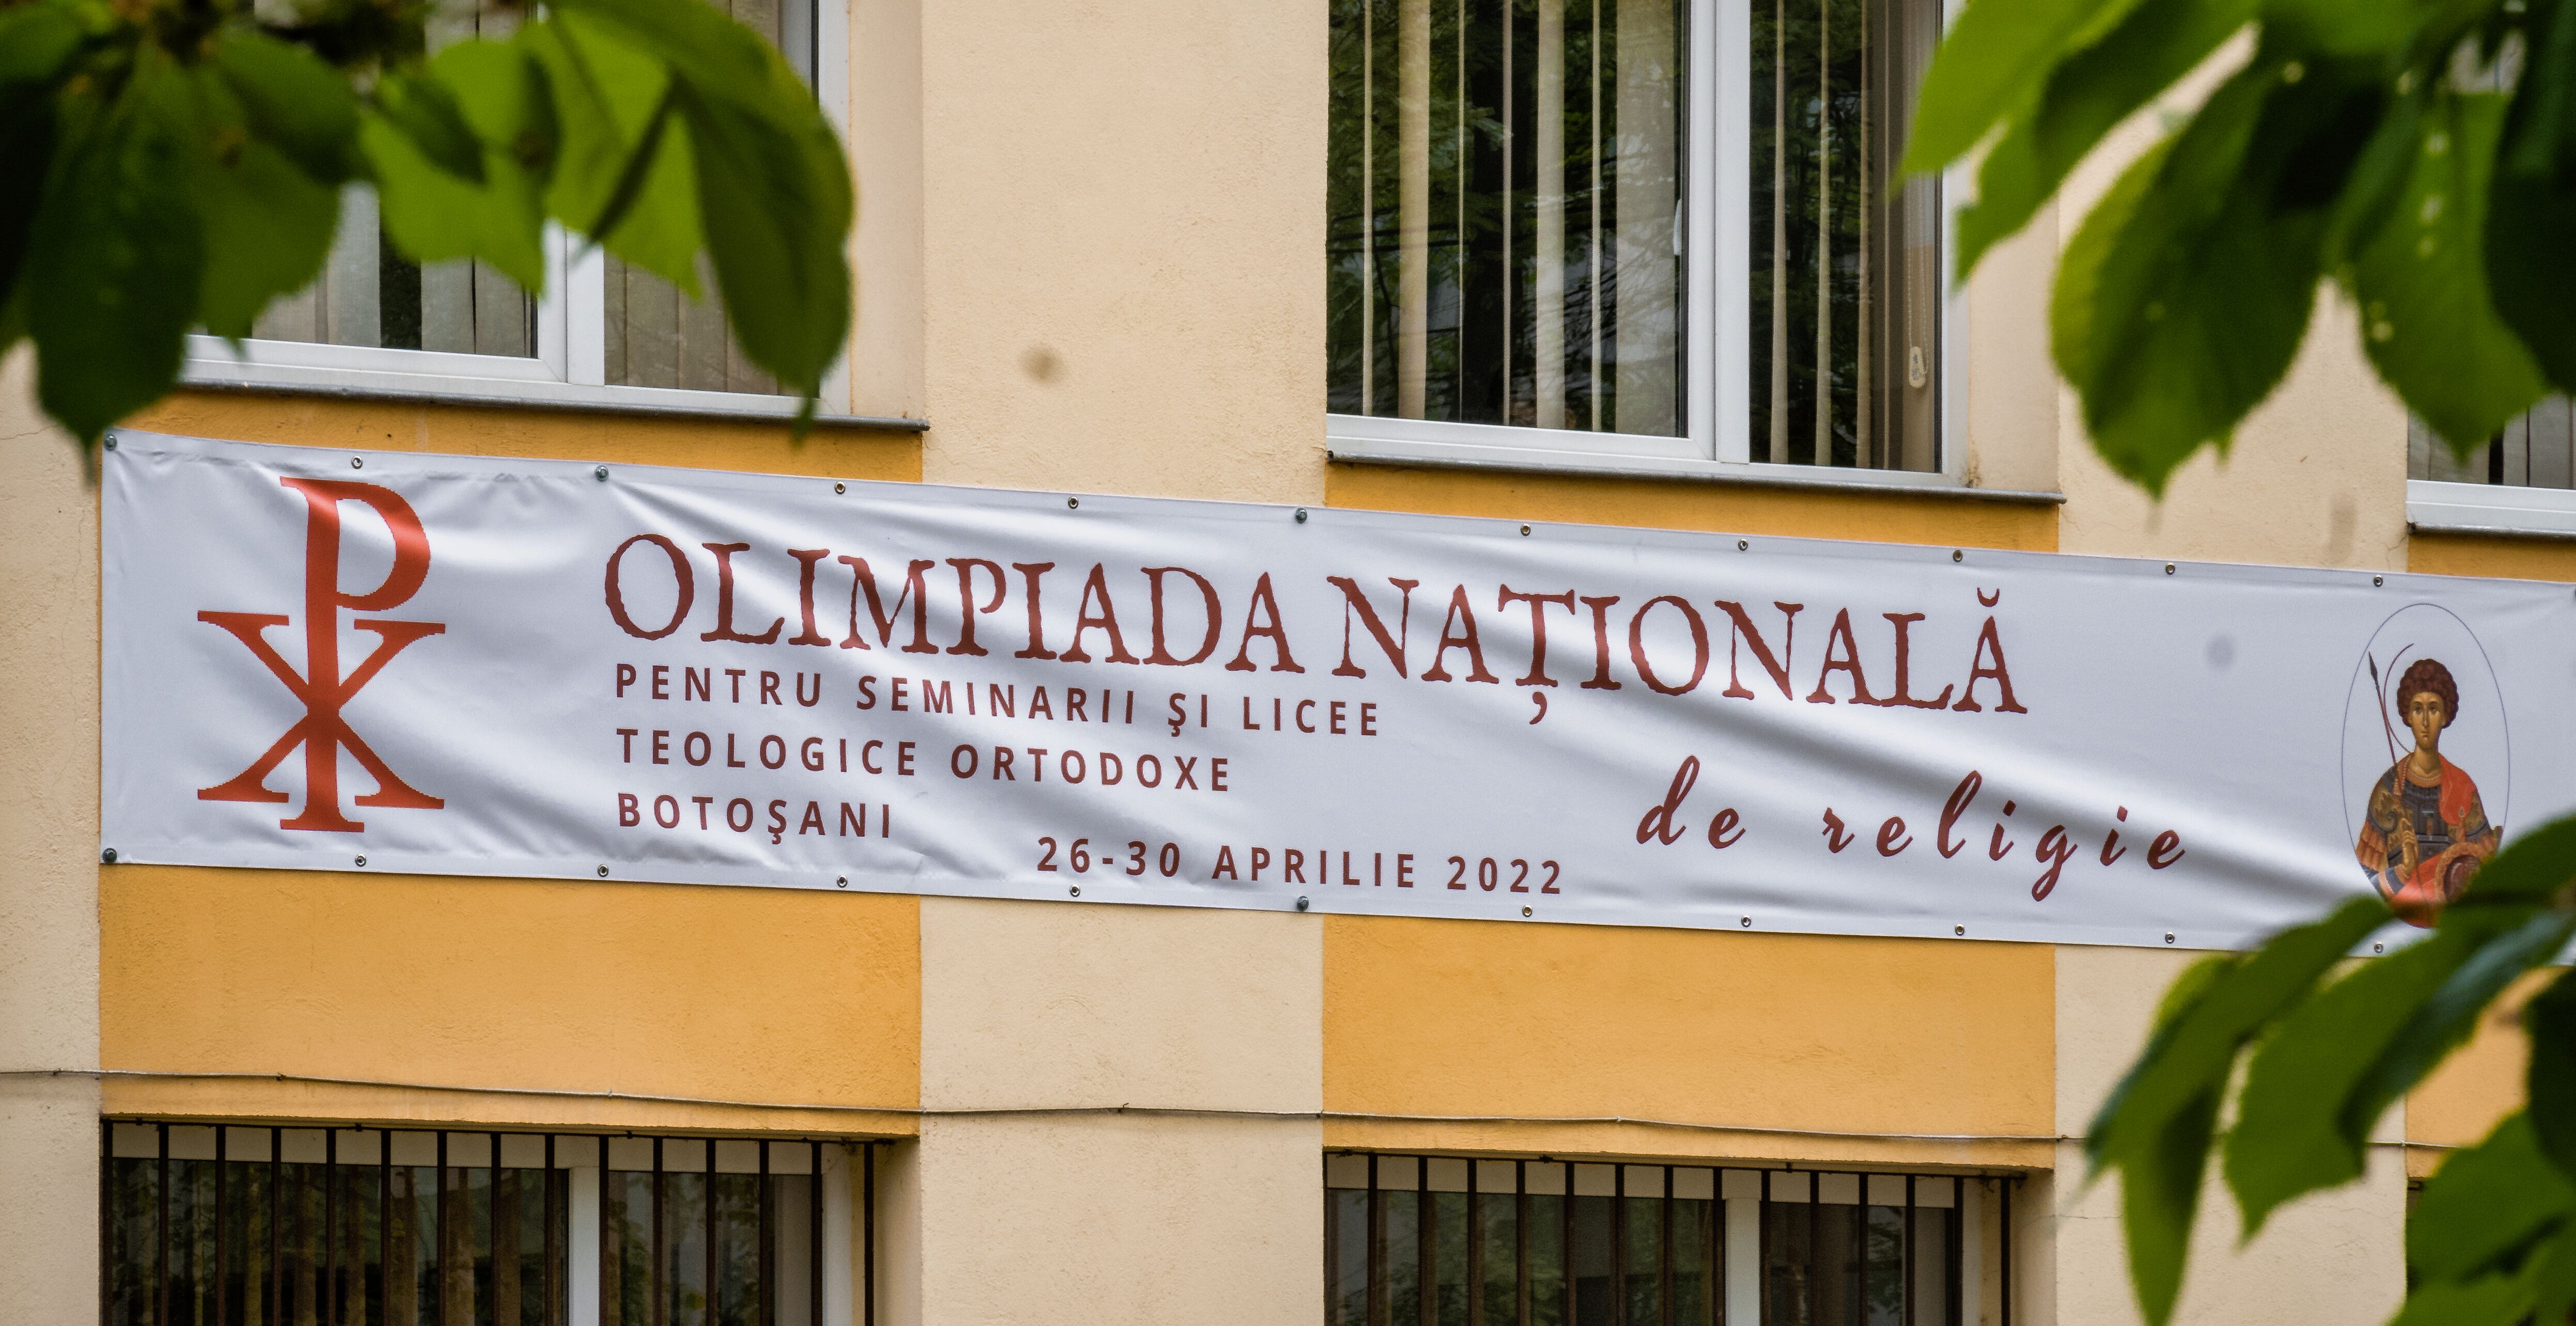 OLIMPIADA NAȚIONALĂ
PENTRU SEMINARII ŞI LICEE
TEOLOGICE ORTODOXE
BOTOŞANI
de religie
26-30 APRILIE 2022